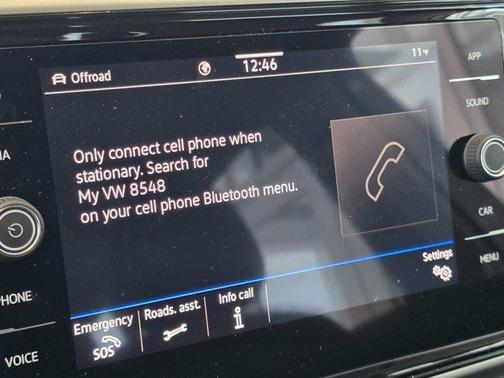 Offroad
12:46
11°F
APP
SOUND
CAR
MENU
PHONE
VOICE
Only connect cell phone when
stationary. Search for
My VW 8548
on your cell phone Bluetooth menu.
Settings
Emergency
SOS
Roads. asst.
Info call